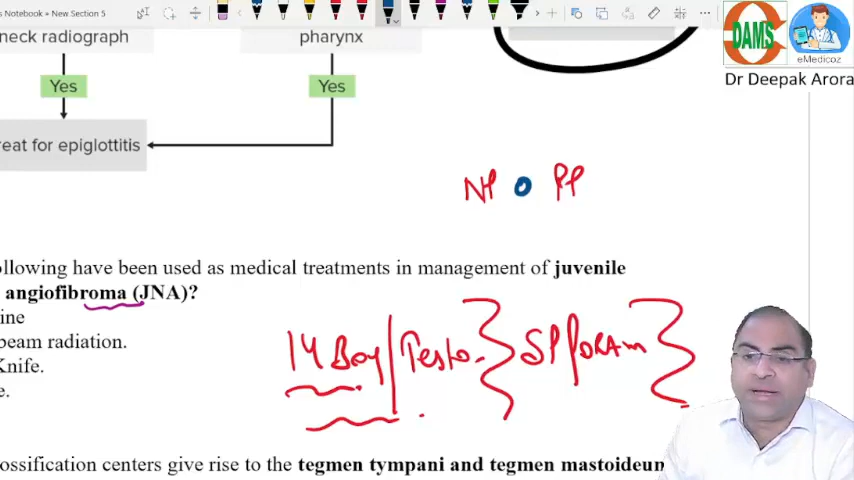 s Notebook » New Section 5
DAMS
eMedicoz
Dr Deepak Arora
neck radiograph
pharynx
Yes
Yes
reat for epiglottitis
NP o PP
ollowing have been used as medical treatments in management of juvenile
angiofibroma (JNA)?
ine
beam radiation.
Knife.
e.
14 Boy / Testo.
ossification centers give rise to the tegmen tympani and tegmen mastoideun